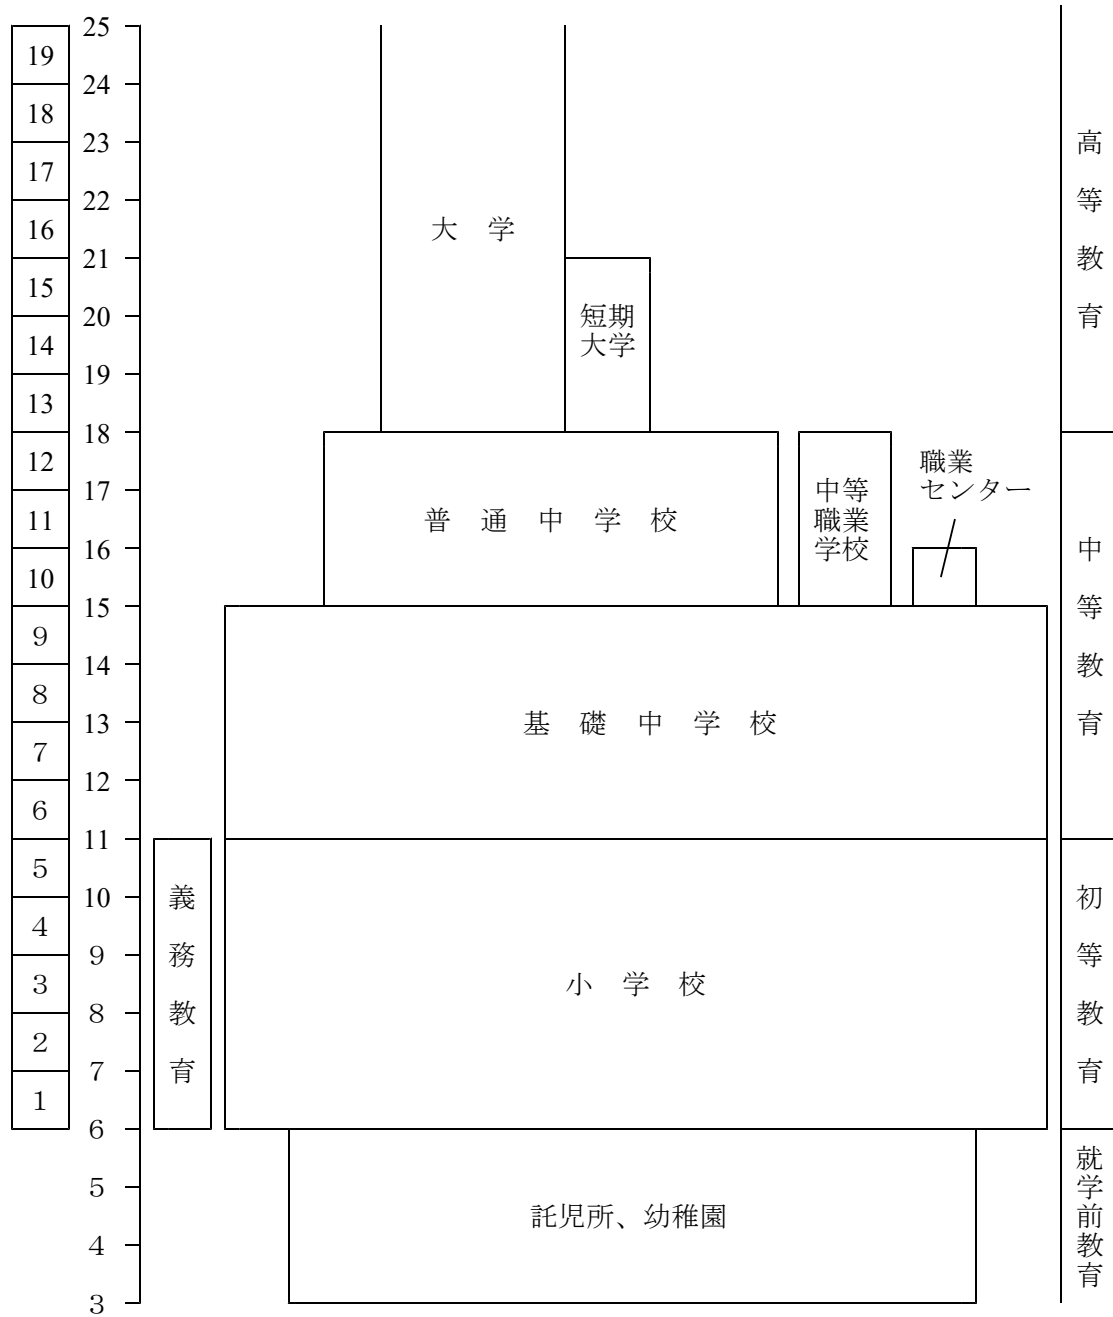 25
19
24
18
23
17
22
16
21
15
20
14
19
13
18
12
17
11
16
10
15
9
14
8
13
7
12
6
11
5
10
4
9
3
8
2
7
1
6
5
4
3
義務教育
大 学
短期
大学
普 通 中 学 校
中等
職業
学校
職業
センター
基 礎 中 学 校
小 学 校
託児所、幼稚園
高等教育
中等教育
初等教育
就学前教育